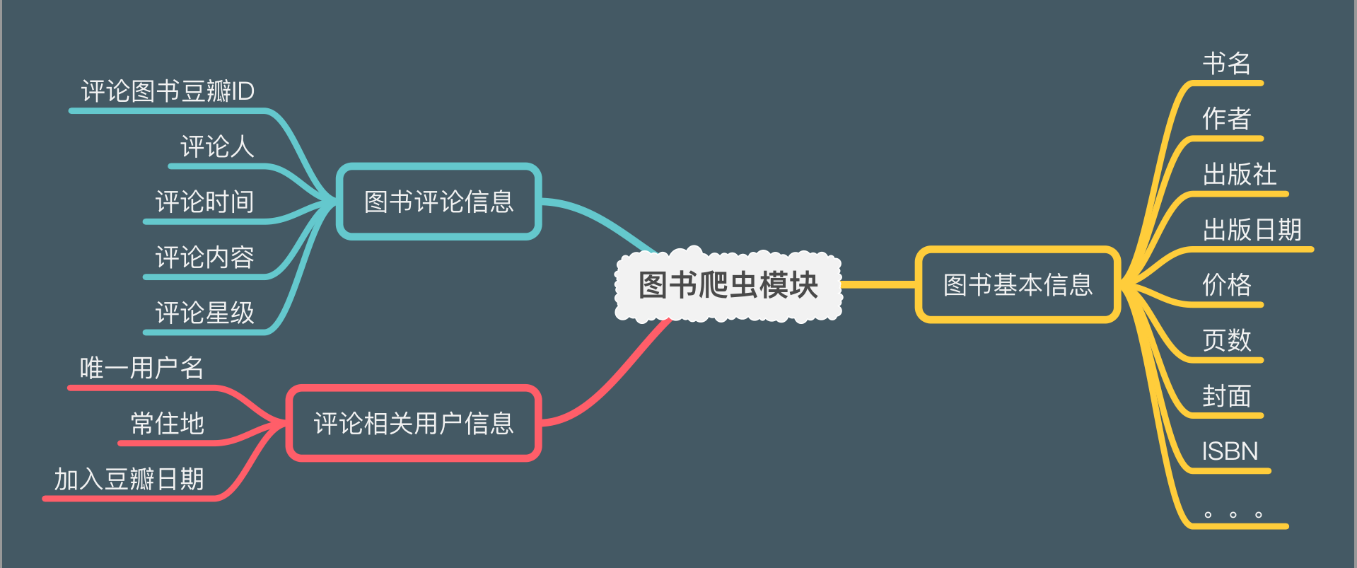 评论图书豆瓣ID
评论人
评论时间
评论内容
评论星级
图书评论信息
唯一用户名
常住地
加入豆瓣日期
评论相关用户信息
图书爬虫模块
图书基本信息
书名
作者
出版社
出版日期
价格
页数
封面
ISBN
。。。